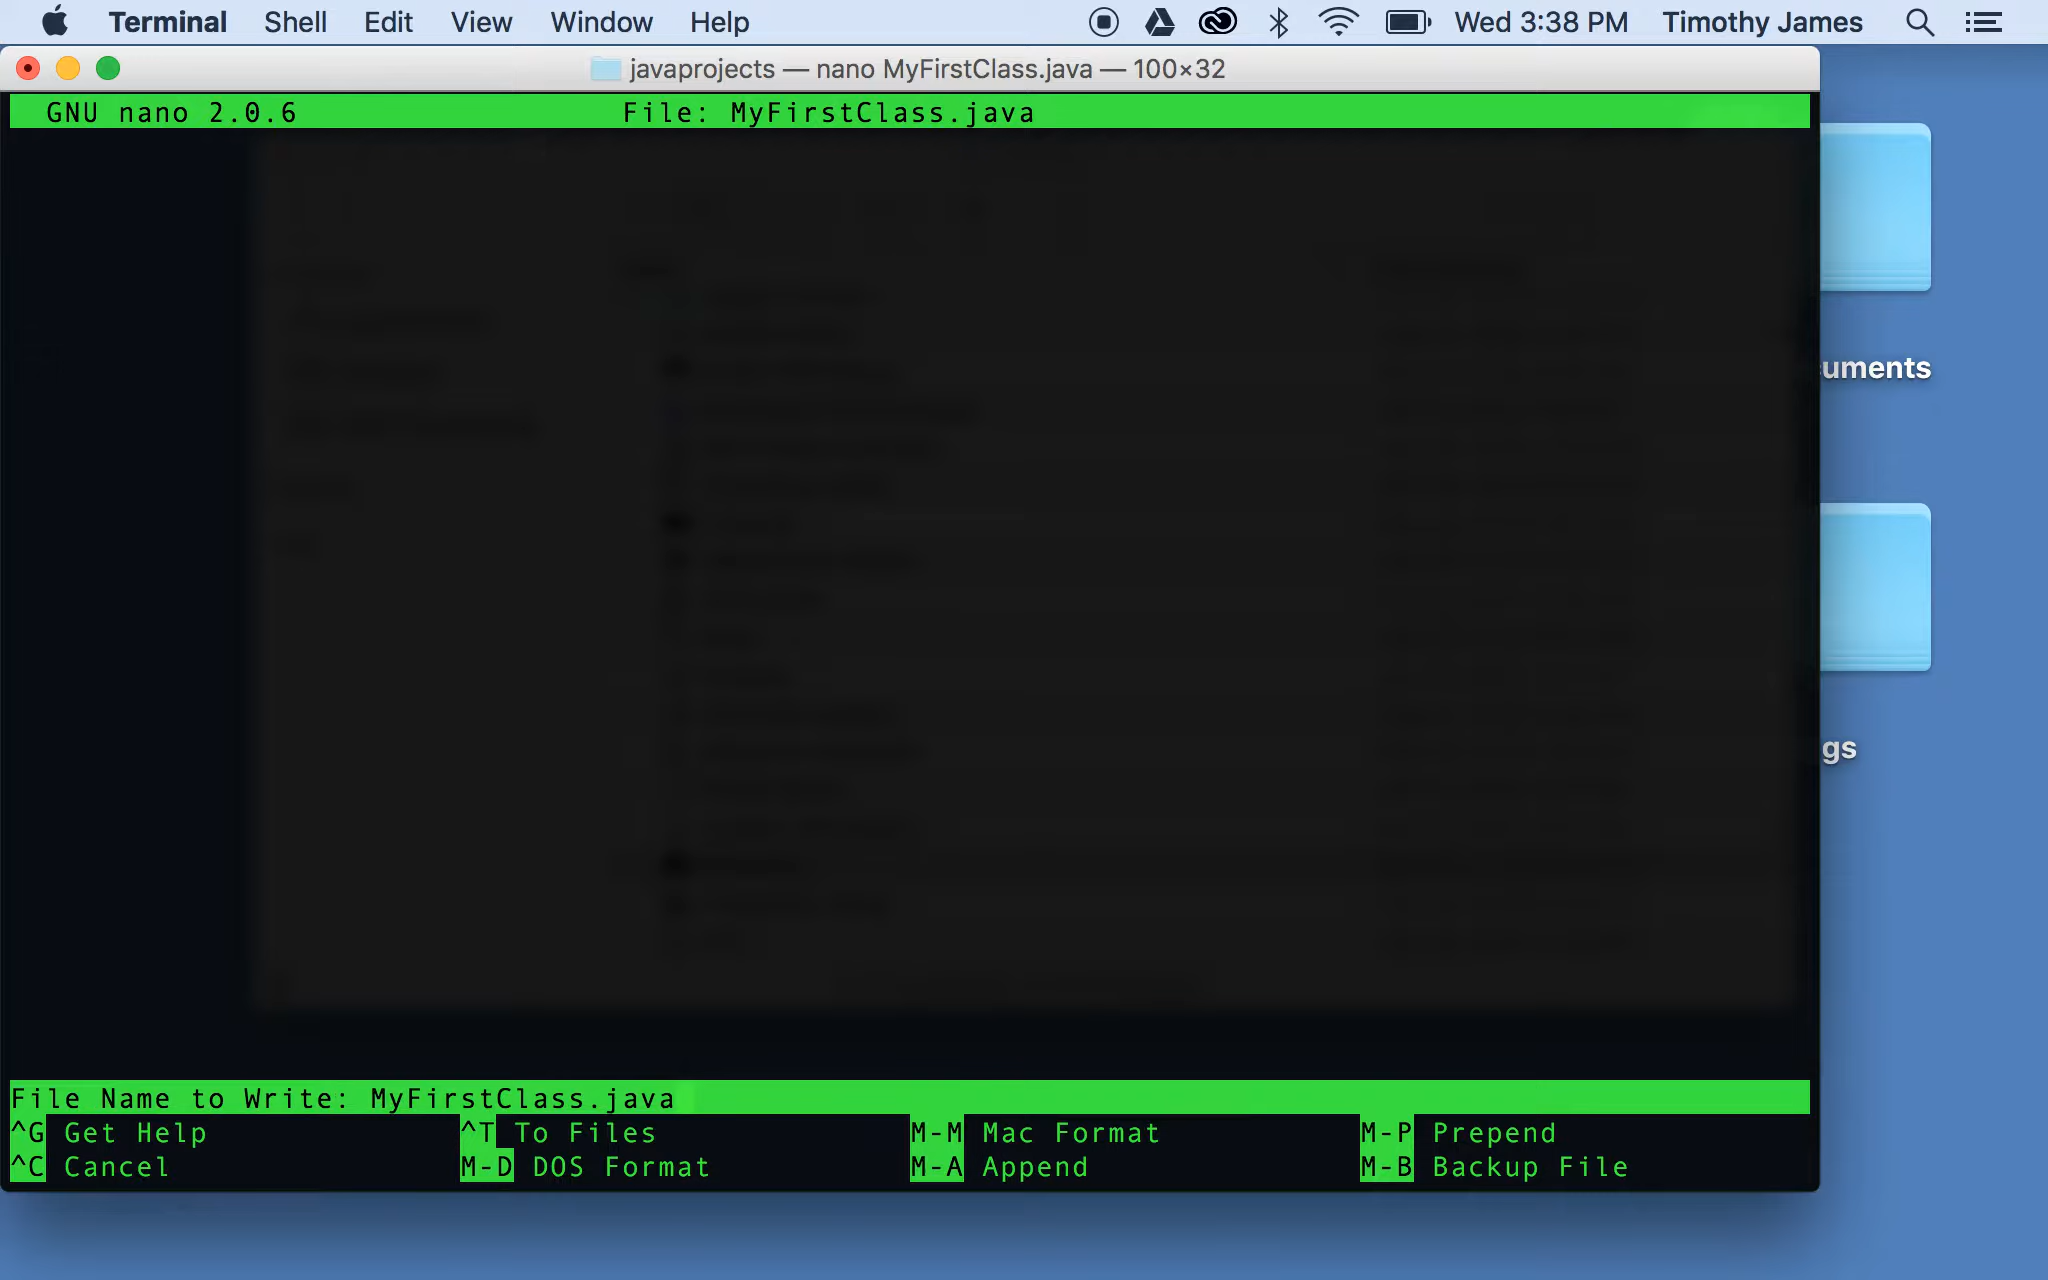 Terminal Shell Edit View Window Help Wed 3:38 PM Timothy James
javaprojects — nano MyFirstClass.java — 100×32
GNU nano 2.0.6 File: MyFirstClass.java
uments
gs
File Name to Write: MyFirstClass.java
^G Get Help ^T To Files M-M Mac Format M-P Prepend
^C Cancel M-D DOS Format M-A Append M-B Backup File